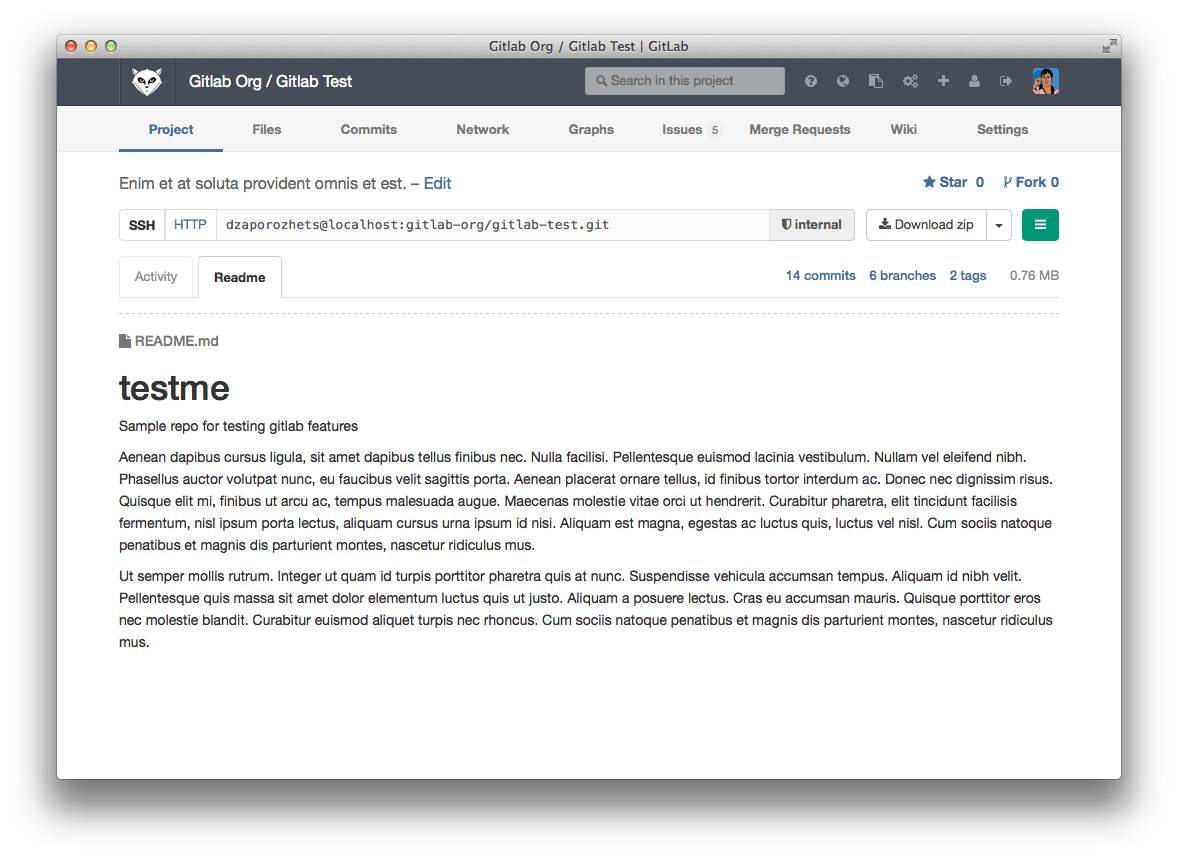 Gitlab Org / Gitlab Test | GitLab
Gitlab Org / Gitlab Test
Search in this project
Project Files Commits Network Graphs Issues 5 Merge Requests Wiki Settings
Enim et at soluta provident omnis et est. – Edit
Star 0 Fork 0
SSH HTTP dzaporozhets@localhost:gitlab-org/gitlab-test.git internal Download zip
Activity Readme 14 commits 6 branches 2 tags 0.76 MB
README.md
testme
Sample repo for testing gitlab features
Aenean dapibus cursus ligula, sit amet dapibus tellus finibus nec. Nulla facilisi. Pellentesque euismod lacinia vestibulum. Nullam vel eleifend nibh.
Phasellus auctor volutpat nunc, eu faucibus velit sagittis porta. Aenean placerat ornare tellus, id finibus tortor interdum ac. Donec nec dignissim risus.
Quisque elit mi, finibus ut arcu ac, tempus malesuada augue. Maecenas molestie vitae orci ut hendrerit. Curabitur pharetra, elit tincidunt facilisis
fermentum, nisl ipsum porta lectus, aliquam cursus urna ipsum id nisi. Aliquam est magna, egestas ac luctus quis, luctus vel nisl. Cum sociis natoque
penatibus et magnis dis parturient montes, nascetur ridiculus mus.
Ut semper mollis rutrum. Integer ut quam id turpis porttitor pharetra quis at nunc. Suspendisse vehicula accumsan tempus. Aliquam id nibh velit.
Pellentesque quis massa sit amet dolor elementum luctus quis ut justo. Aliquam a posuere lectus. Cras eu accumsan mauris. Quisque porttitor eros
nec molestie blandit. Curabitur euismod aliquet turpis nec rhoncus. Cum sociis natoque penatibus et magnis dis parturient montes, nascetur ridiculus
mus.